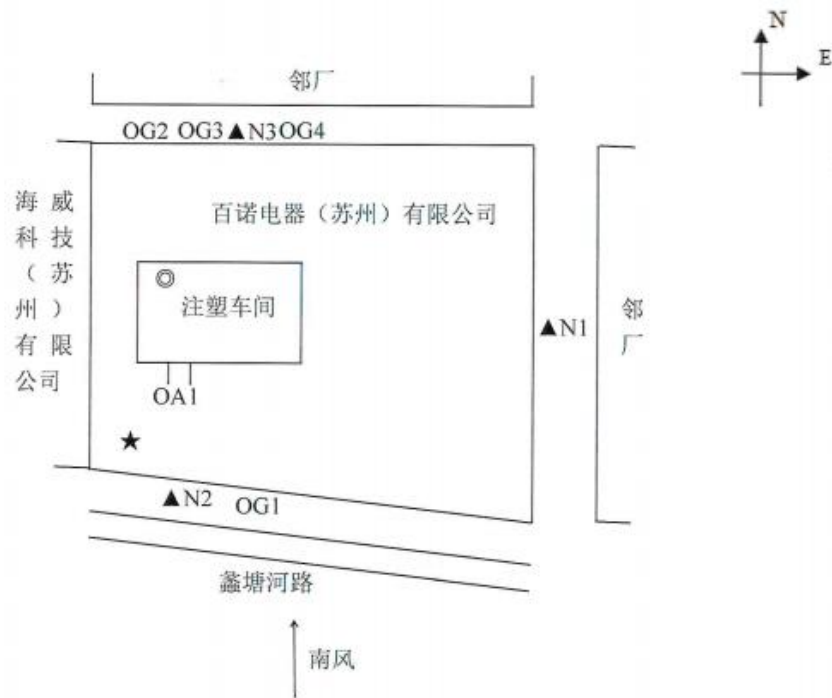 N
E
邻厂
OG2 OG3 ▲N3OG4
海威
科技
（苏
州）
有限
公司
百诺电器（苏州）有限公司
注塑车间
▲N1
邻
厂
OA1
★
▲N2 OG1
蠡塘河路
南风